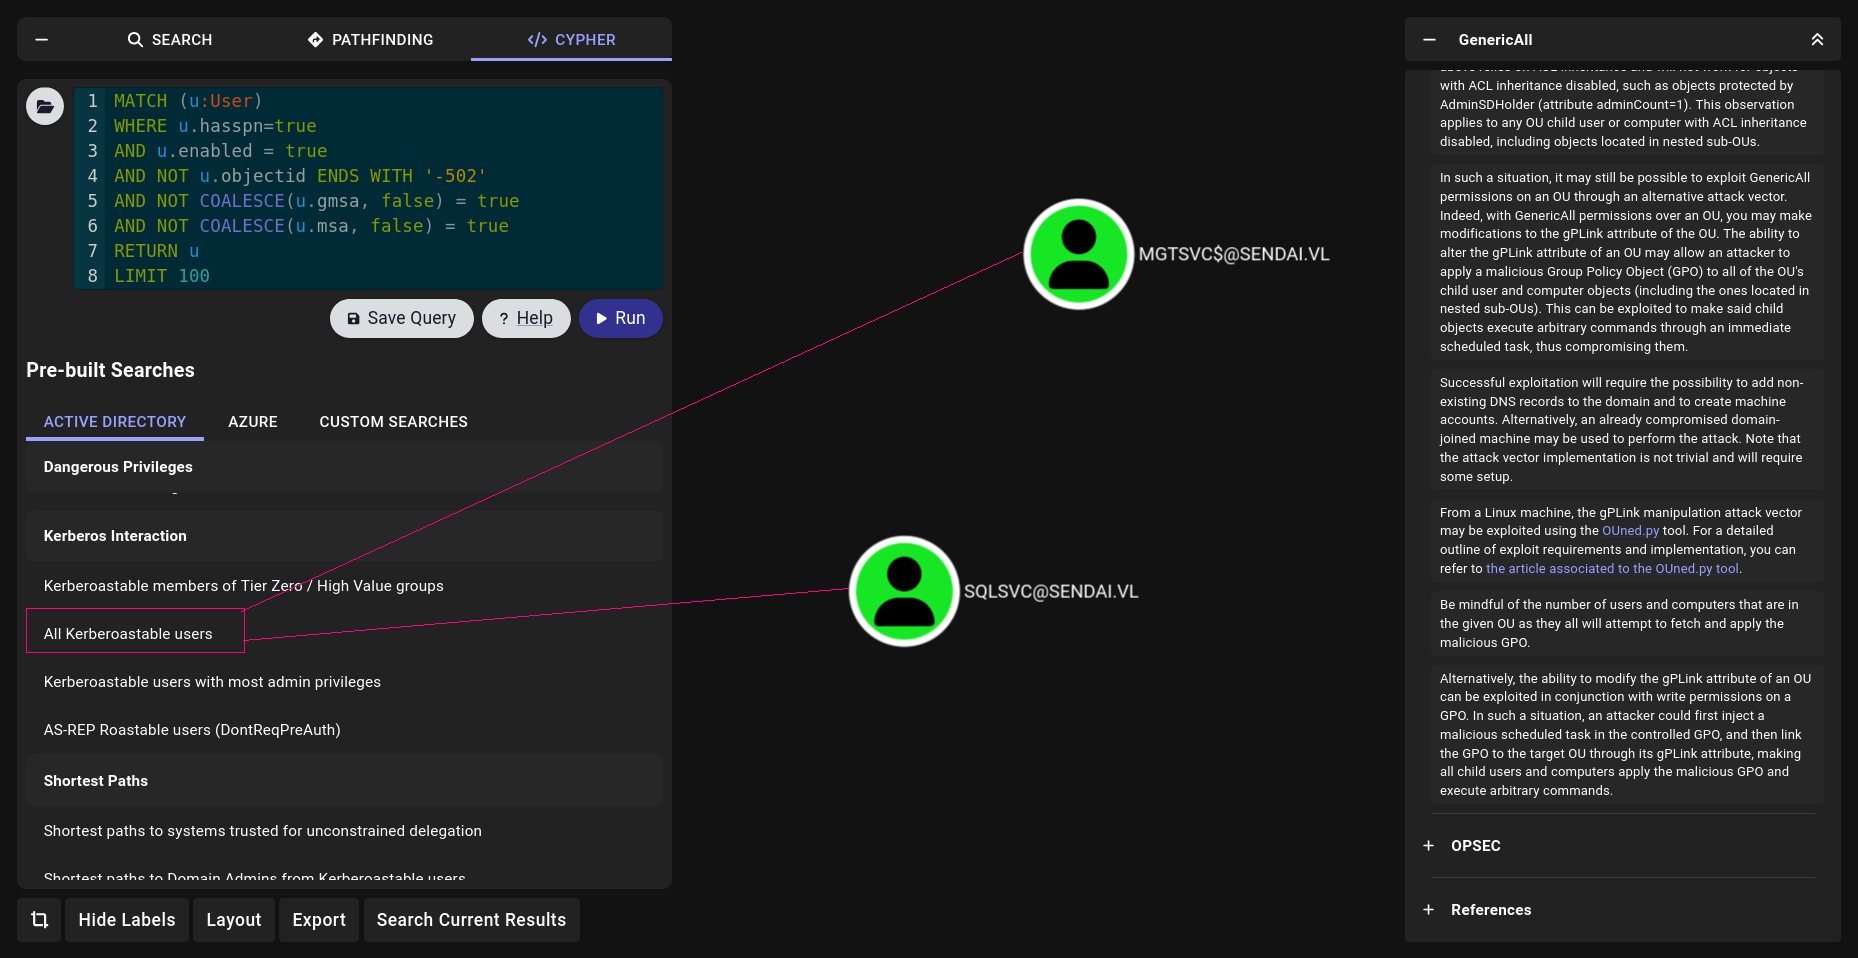 SEARCH
PATHFINDING
</> CYPHER
1 MATCH (u:User)
2 WHERE u.hasspn=true
3 AND u.enabled = true
4 AND NOT u.objectid ENDS WITH '-502'
5 AND NOT COALESCE(u.gmsa, false) = true
6 AND NOT COALESCE(u.msa, false) = true
7 RETURN u
8 LIMIT 100
Save Query
? Help
Run
Pre-built Searches
ACTIVE DIRECTORY
AZURE
CUSTOM SEARCHES
Dangerous Privileges
Kerberos Interaction
Kerberoastable members of Tier Zero / High Value groups
All Kerberoastable users
Kerberoastable users with most admin privileges
AS-REP Roastable users (DontReqPreAuth)
Shortest Paths
Shortest paths to systems trusted for unconstrained delegation
Shortest paths to Domain Admins from Kerberoastable users
Hide Labels
Layout
Export
Search Current Results
MGTSVC$@SENDAI.VL
SQLSVC@SENDAI.VL
GenericAll
with ACL inheritance disabled, such as objects protected by
AdminSDHolder (attribute adminCount=1). This observation
applies to any OU child user or computer with ACL inheritance
disabled, including objects located in nested sub-OUs.
In such a situation, it may still be possible to exploit GenericAll
permissions on an OU through an alternative attack vector.
Indeed, with GenericAll permissions over an OU, you may make
modifications to the gPLink attribute of the OU. The ability to
alter the gPLink attribute of an OU may allow an attacker to
apply a malicious Group Policy Object (GPO) to all of the OU's
child user and computer objects (including the ones located in
nested sub-OUs). This can be exploited to make said child
objects execute arbitrary commands through an immediate
scheduled task, thus compromising them.
Successful exploitation will require the possibility to add non-
existing DNS records to the domain and to create machine
accounts. Alternatively, an already compromised domain-
joined machine may be used to perform the attack. Note that
the attack vector implementation is not trivial and will require
some setup.
From a Linux machine, the gPLink manipulation attack vector
may be exploited using the OUned.py tool. For a detailed
outline of exploit requirements and implementation, you can
refer to the article associated to the OUned.py tool.
Be mindful of the number of users and computers that are in
the given OU as they all will attempt to fetch and apply the
malicious GPO.
Alternatively, the ability to modify the gPLink attribute of an OU
can be exploited in conjunction with write permissions on a
GPO. In such a situation, an attacker could first inject a
malicious scheduled task in the controlled GPO, and then link
the GPO to the target OU through its gPLink attribute, making
all child users and computers apply the malicious GPO and
execute arbitrary commands.
+ OPSEC
+ References